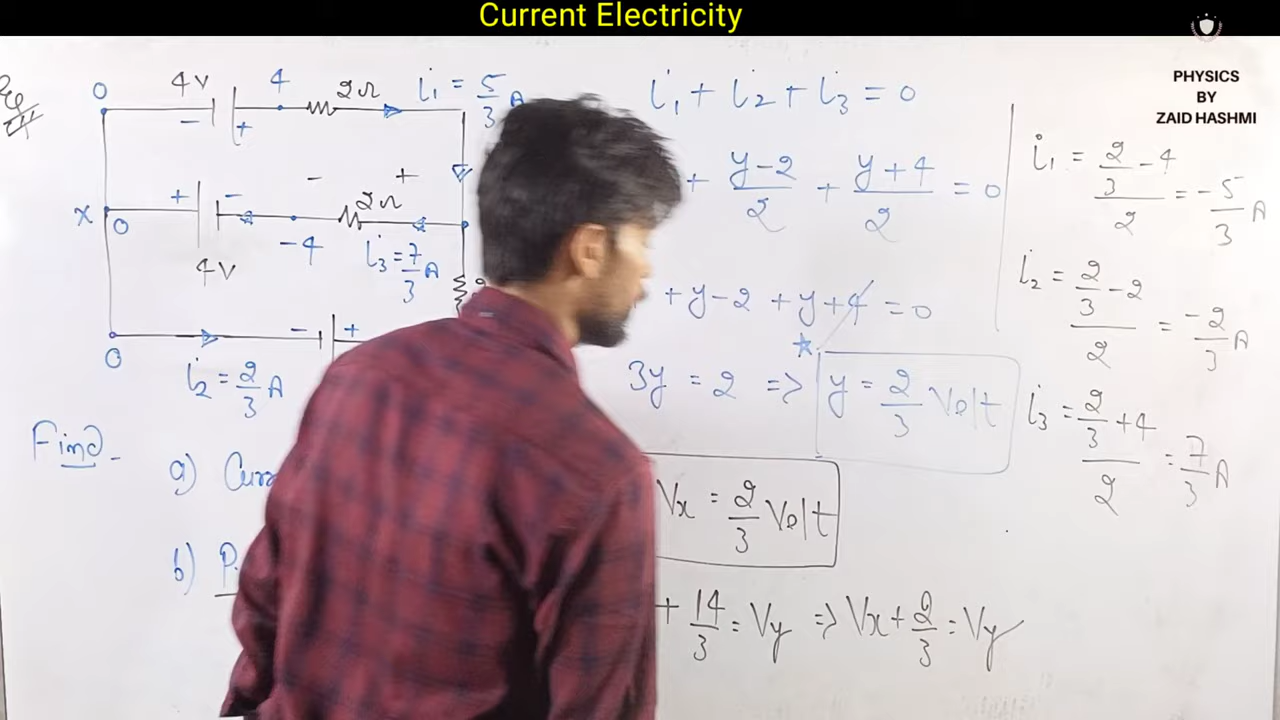 Current Electricity
PHYSICS
BY
ZAID HASHMI
0 4V 4 2Ω i₁ = 5/3 A
- +
+ - - + 2Ω
x 0 -4 i₃ = 7/3 A
4V
0 - +
i₂ = 2/3 A
Find -
a)
b)
i₁ + i₂ + i₃ = 0
+ (y-2)/2 + (y+4)/2 = 0
+ y-2 + y+4 = 0
3y = 2 => y = 2/3 Volt
Vx = 2/3 Volt
+ 14/3 = Vy => Vx + 2/3 = Vy
i₁ = (2/3 - 4)/2 = -5/3 A
i₂ = (2/3 - 2)/2 = -2/3 A
i₃ = (2/3 + 4)/2 = 7/3 A